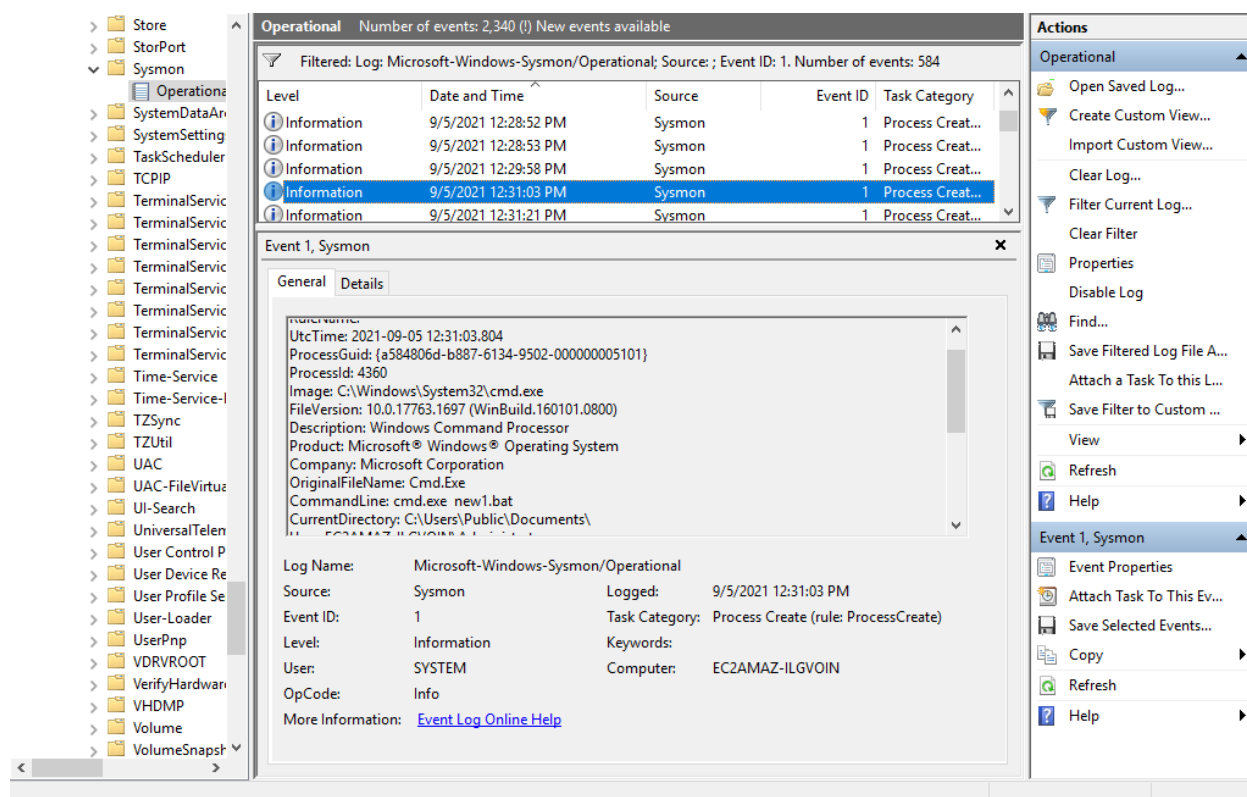 Store
StorPort
Sysmon
Operationa
SystemDataAr
SystemSetting
TaskScheduler
TCPIP
TerminalServic
TerminalServic
TerminalServic
TerminalServic
TerminalServic
TerminalServic
TerminalServic
TerminalServic
Time-Service
Time-Service-
TZSync
TZUtil
UAC
UAC-FileVirtua
UI-Search
UniversalTelem
User Control P
User Device Re
User Profile Se
User-Loader
UserPnp
VDRVROOT
VerifyHardwar
VHDMP
Volume
VolumeSnapsh
Operational Number of events: 2,340 (!) New events available
Filtered: Log: Microsoft-Windows-Sysmon/Operational; Source: ; Event ID: 1. Number of events: 584
Level Date and Time Source Event ID Task Category
Information 9/5/2021 12:28:52 PM Sysmon 1 Process Creat...
Information 9/5/2021 12:28:53 PM Sysmon 1 Process Creat...
Information 9/5/2021 12:29:58 PM Sysmon 1 Process Creat...
Information 9/5/2021 12:31:03 PM Sysmon 1 Process Creat...
Information 9/5/2021 12:31:21 PM Sysmon 1 Process Creat...
Event 1, Sysmon
General Details
RuleName:
UtcTime: 2021-09-05 12:31:03.804
ProcessGuid: {a584806d-b887-6134-9502-000000005101}
ProcessId: 4360
Image: C:\Windows\System32\cmd.exe
FileVersion: 10.0.17763.1697 (WinBuild.160101.0800)
Description: Windows Command Processor
Product: Microsoft® Windows® Operating System
Company: Microsoft Corporation
OriginalFileName: Cmd.Exe
CommandLine: cmd.exe new1.bat
CurrentDirectory: C:\Users\Public\Documents\
Log Name: Microsoft-Windows-Sysmon/Operational
Source: Sysmon Logged: 9/5/2021 12:31:03 PM
Event ID: 1 Task Category: Process Create (rule: ProcessCreate)
Level: Information Keywords:
User: SYSTEM Computer: EC2AMAZ-ILGVOIN
OpCode: Info
More Information: Event Log Online Help
Actions
Operational
Open Saved Log...
Create Custom View...
Import Custom View...
Clear Log...
Filter Current Log...
Clear Filter
Properties
Disable Log
Find...
Save Filtered Log File A...
Attach a Task To this L...
Save Filter to Custom ...
View
Refresh
Help
Event 1, Sysmon
Event Properties
Attach Task To This Ev...
Save Selected Events...
Copy
Refresh
Help